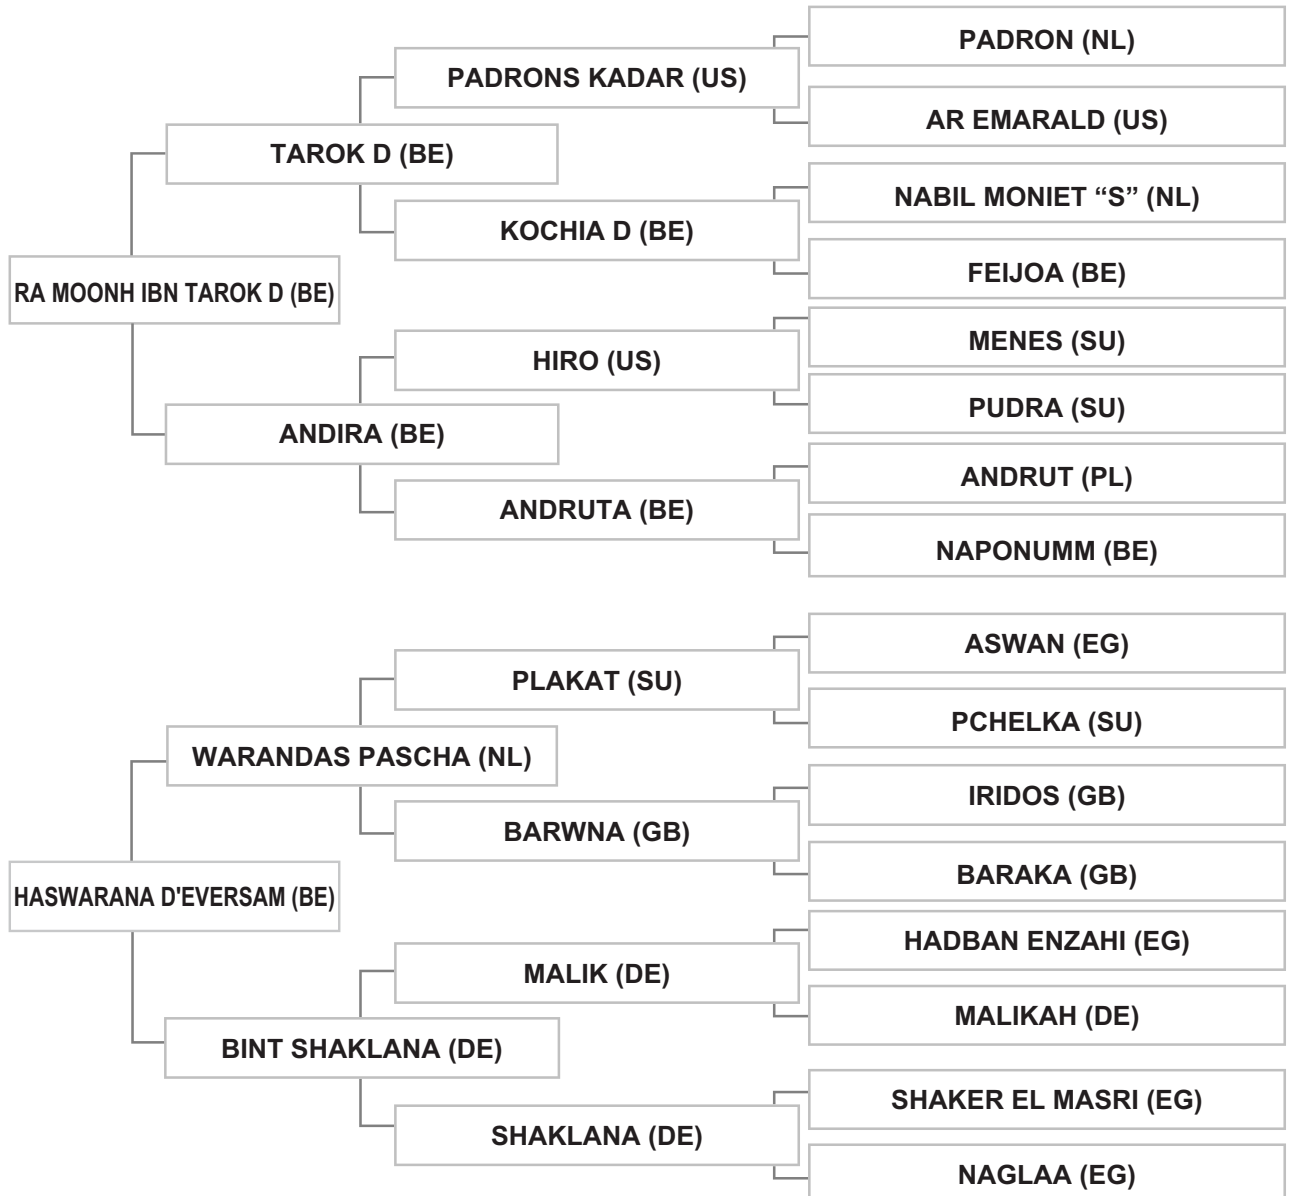 PADRON (NL)
PADRONS KADAR (US)
AR EMARALD (US)
TAROK D (BE)
NABIL MONIET “S” (NL)
KOCHIA D (BE)
FEIJOA (BE)
RA MOONH IBN TAROK D (BE)
MENES (SU)
HIRO (US)
PUDRA (SU)
ANDIRA (BE)
ANDRUT (PL)
ANDRUTA (BE)
NAPONUMM (BE)
ASWAN (EG)
PLAKAT (SU)
PCHELKA (SU)
WARANDAS PASCHA (NL)
IRIDOS (GB)
BARWNA (GB)
BARAKA (GB)
HASWARANA D'EVERSAM (BE)
HADBAN ENZAHI (EG)
MALIK (DE)
MALIKAH (DE)
BINT SHAKLANA (DE)
SHAKER EL MASRI (EG)
SHAKLANA (DE)
NAGLAA (EG)